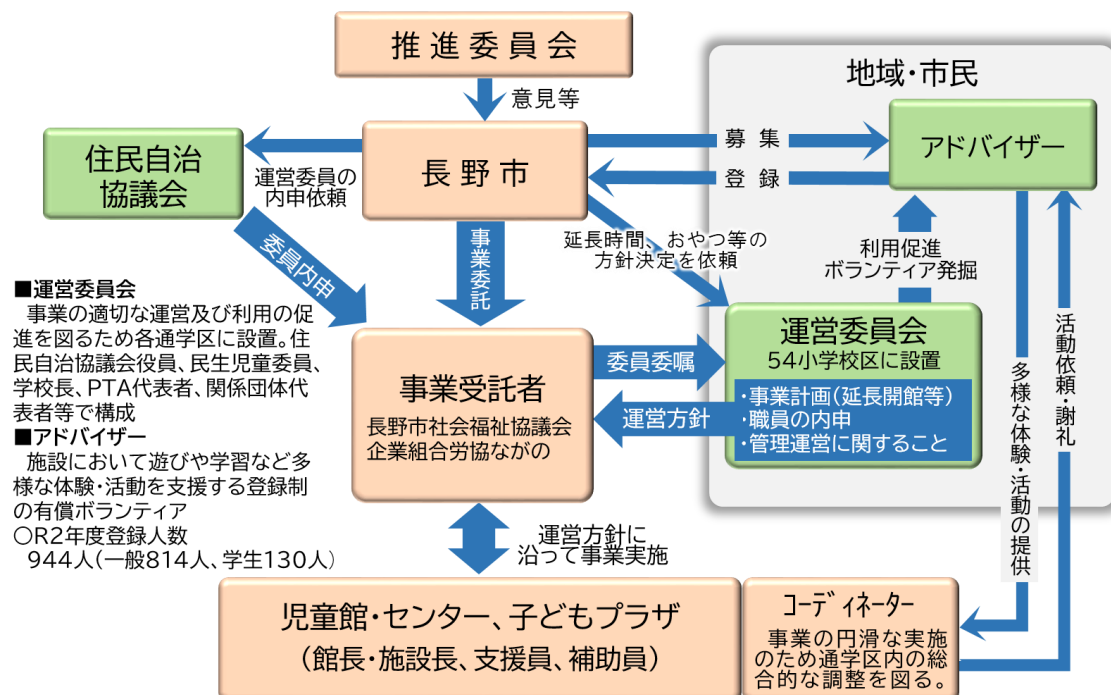 推進委員会
意見等
地域・市民
住民自治
協議会
運営委員の
内申依頼
長野市
募集
登録
アドバイザー
委員内申
事業委託
延長時間、おやつ等の
方針決定を依頼
利用促進
ボランティア発掘
■運営委員会
事業の適切な運営及び利用の促
進を図るため各通学区に設置。住
民自治協議会役員、民生児童委員、
学校長、PTA代表者、関係団体代
表者等で構成
■アドバイザー
施設において遊びや学習など多
様な体験・活動を支援する登録制
の有償ボランティア
○R2年度登録人数
944人(一般814人、学生130人)
事業受託者
長野市社会福祉協議会
企業組合労協ながの
委員委嘱
運営方針
運営委員会
54小学校区に設置
・事業計画(延長開館等)
・職員の内申
・管理運営に関すること
多様な体験・活動の提供
活動依頼・謝礼
運営方針に
沿って事業実施
児童館・センター、子どもプラザ
(館長・施設長、支援員、補助員)
ｺｰﾃﾞｨﾈｰﾀｰ
事業の円滑な実施
のため通学区内の総
合的な調整を図る。